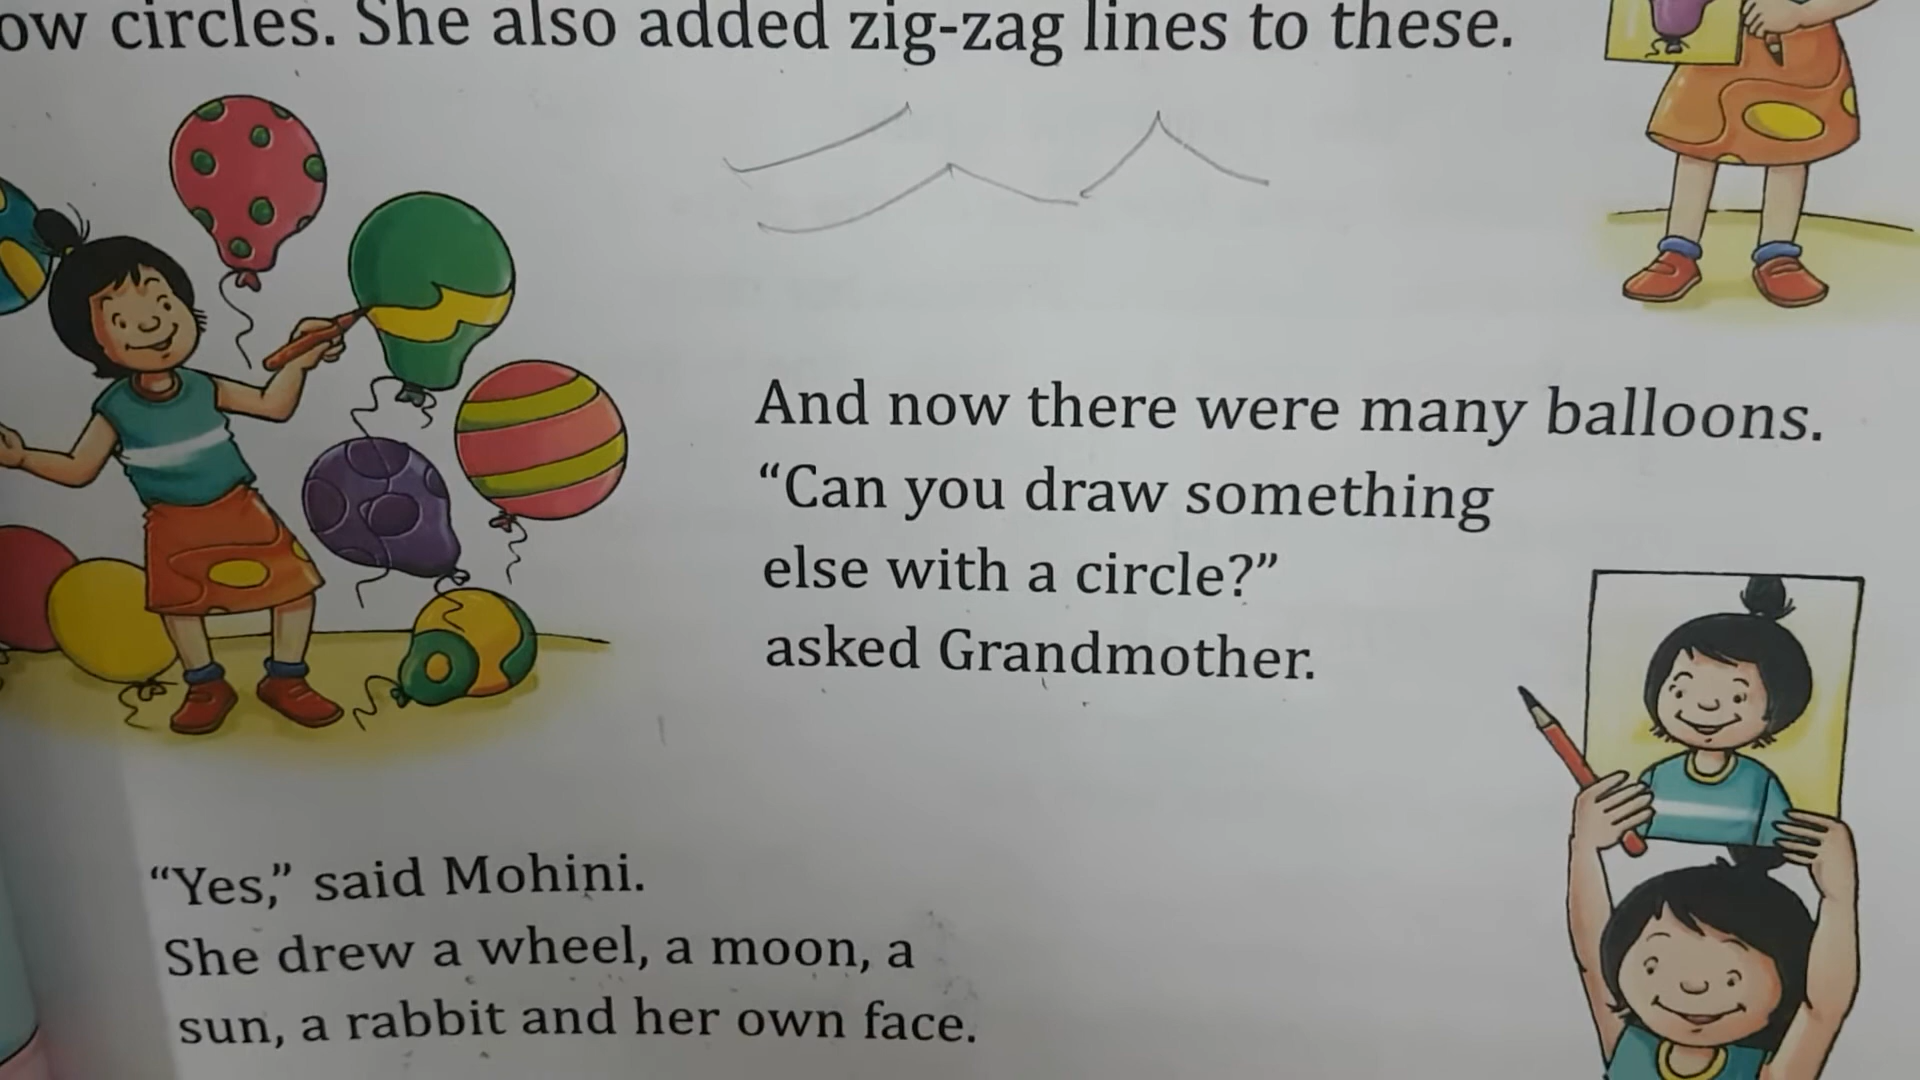 circles. She also added zig-zag lines to these.
And now there were many balloons.
“Can you draw something
else with a circle?”
asked Grandmother.
“Yes,” said Mohini.
She drew a wheel, a moon, a
sun, a rabbit and her own face.